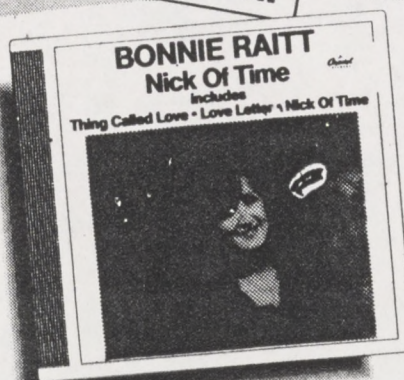 BONNIE RAITT
Nick Of Time
Capitol
includes
Thing Called Love • Love Letter • Nick Of Time